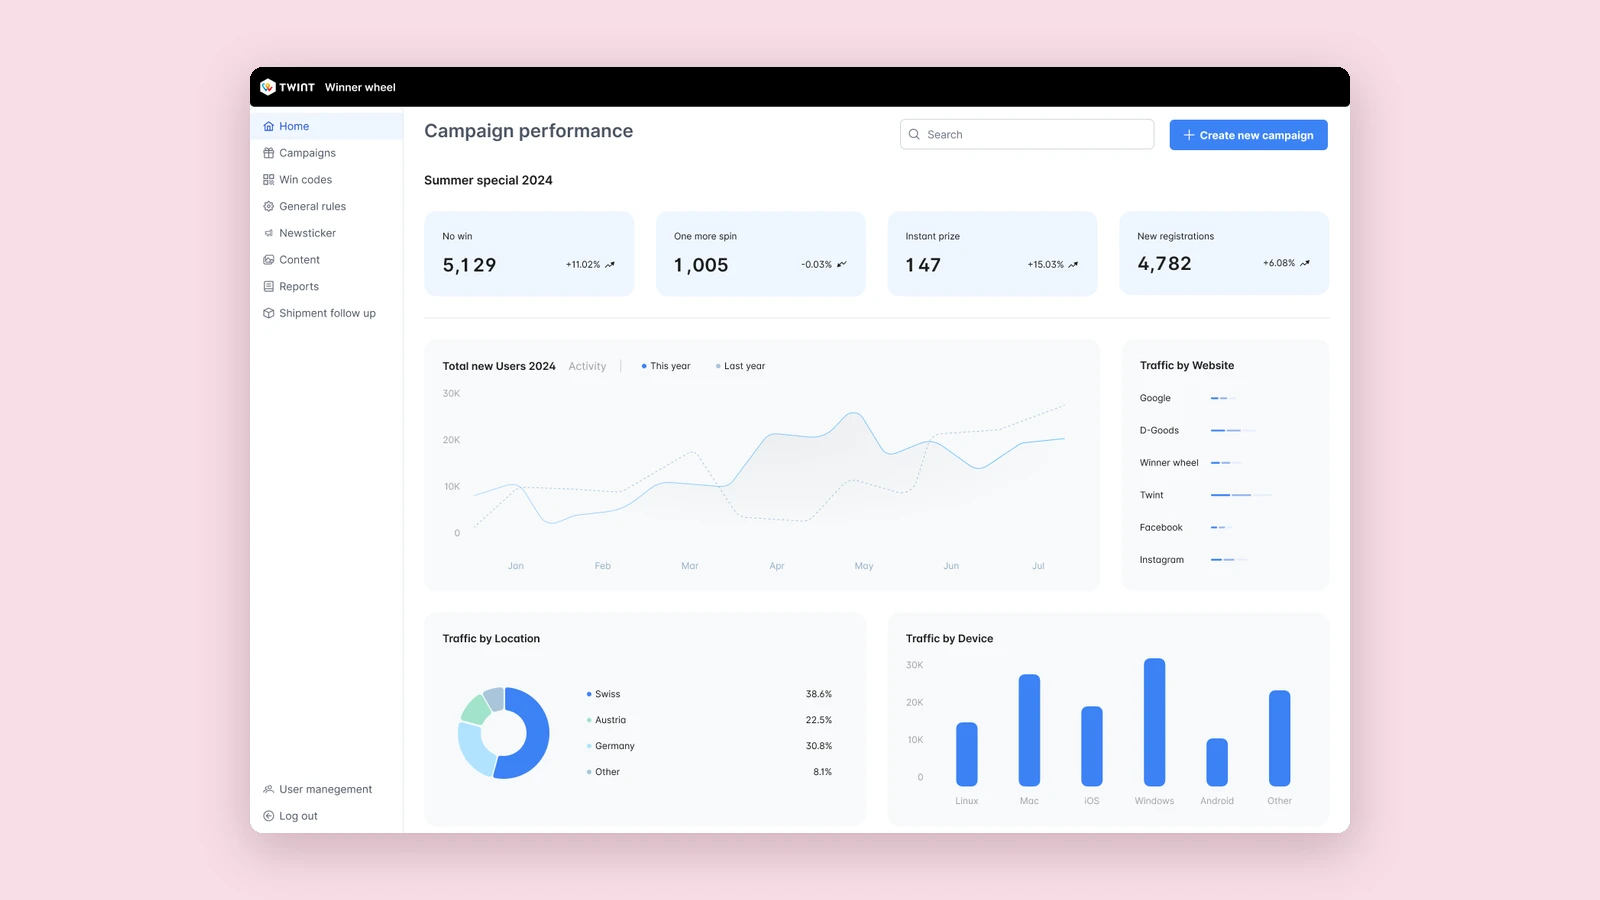 TWINT Winner wheel
Home
Campaigns
Win codes
General rules
Newsticker
Content
Reports
Shipment follow up
User manegement
Log out
Campaign performance
Search
Create new campaign
Summer special 2024
No win
5,129 +11.02%
One more spin
1,005 -0.03%
Instant prize
147 +15.03%
New registrations
4,782 +6.08%
Total new Users 2024 Activity This year Last year
30K
20K
10K
0
Jan Feb Mar Apr May Jun Jul
Traffic by Website
Google
D-Goods
Winner wheel
Twint
Facebook
Instagram
Traffic by Location
Swiss 38.6%
Austria 22.5%
Germany 30.8%
Other 8.1%
Traffic by Device
30K
20K
10K
0
Linux Mac iOS Windows Android Other